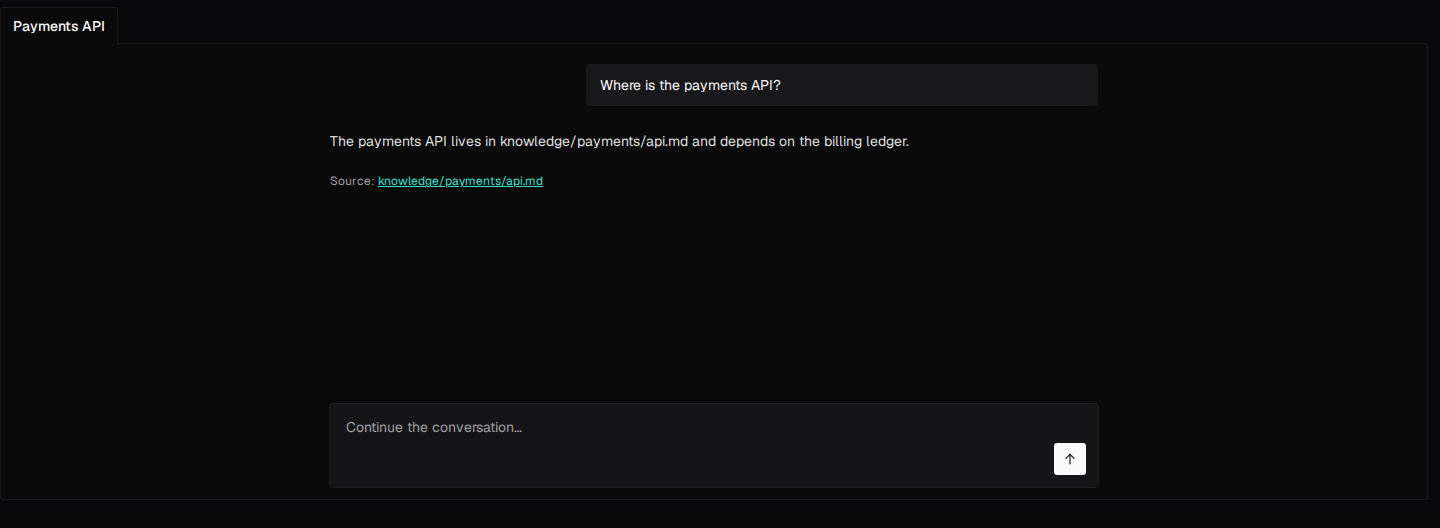 Payments API
Where is the payments API?
The payments API lives in knowledge/payments/api.md and depends on the billing ledger.
Source: knowledge/payments/api.md
Continue the conversation…